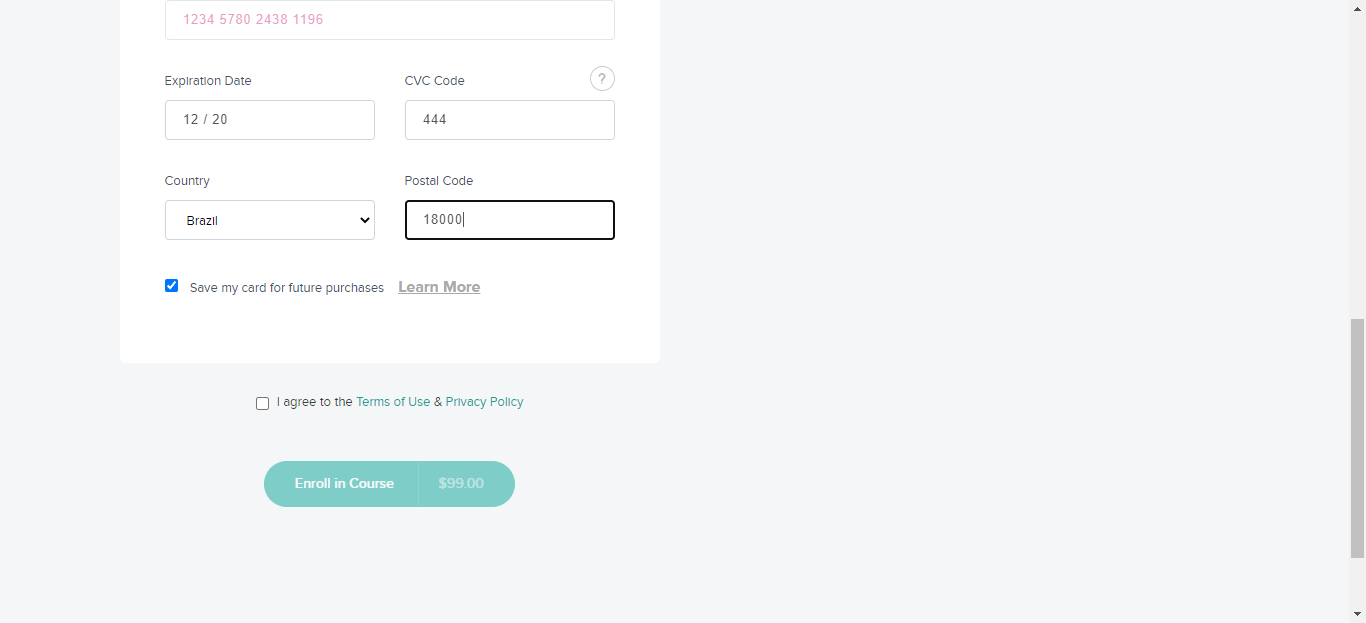 1234 5780 2438 1196
Expiration Date
CVC Code
?
12 / 20
444
Country
Postal Code
Brazil
18000
Save my card for future purchases Learn More
I agree to the Terms of Use & Privacy Policy
Enroll in Course $99.00